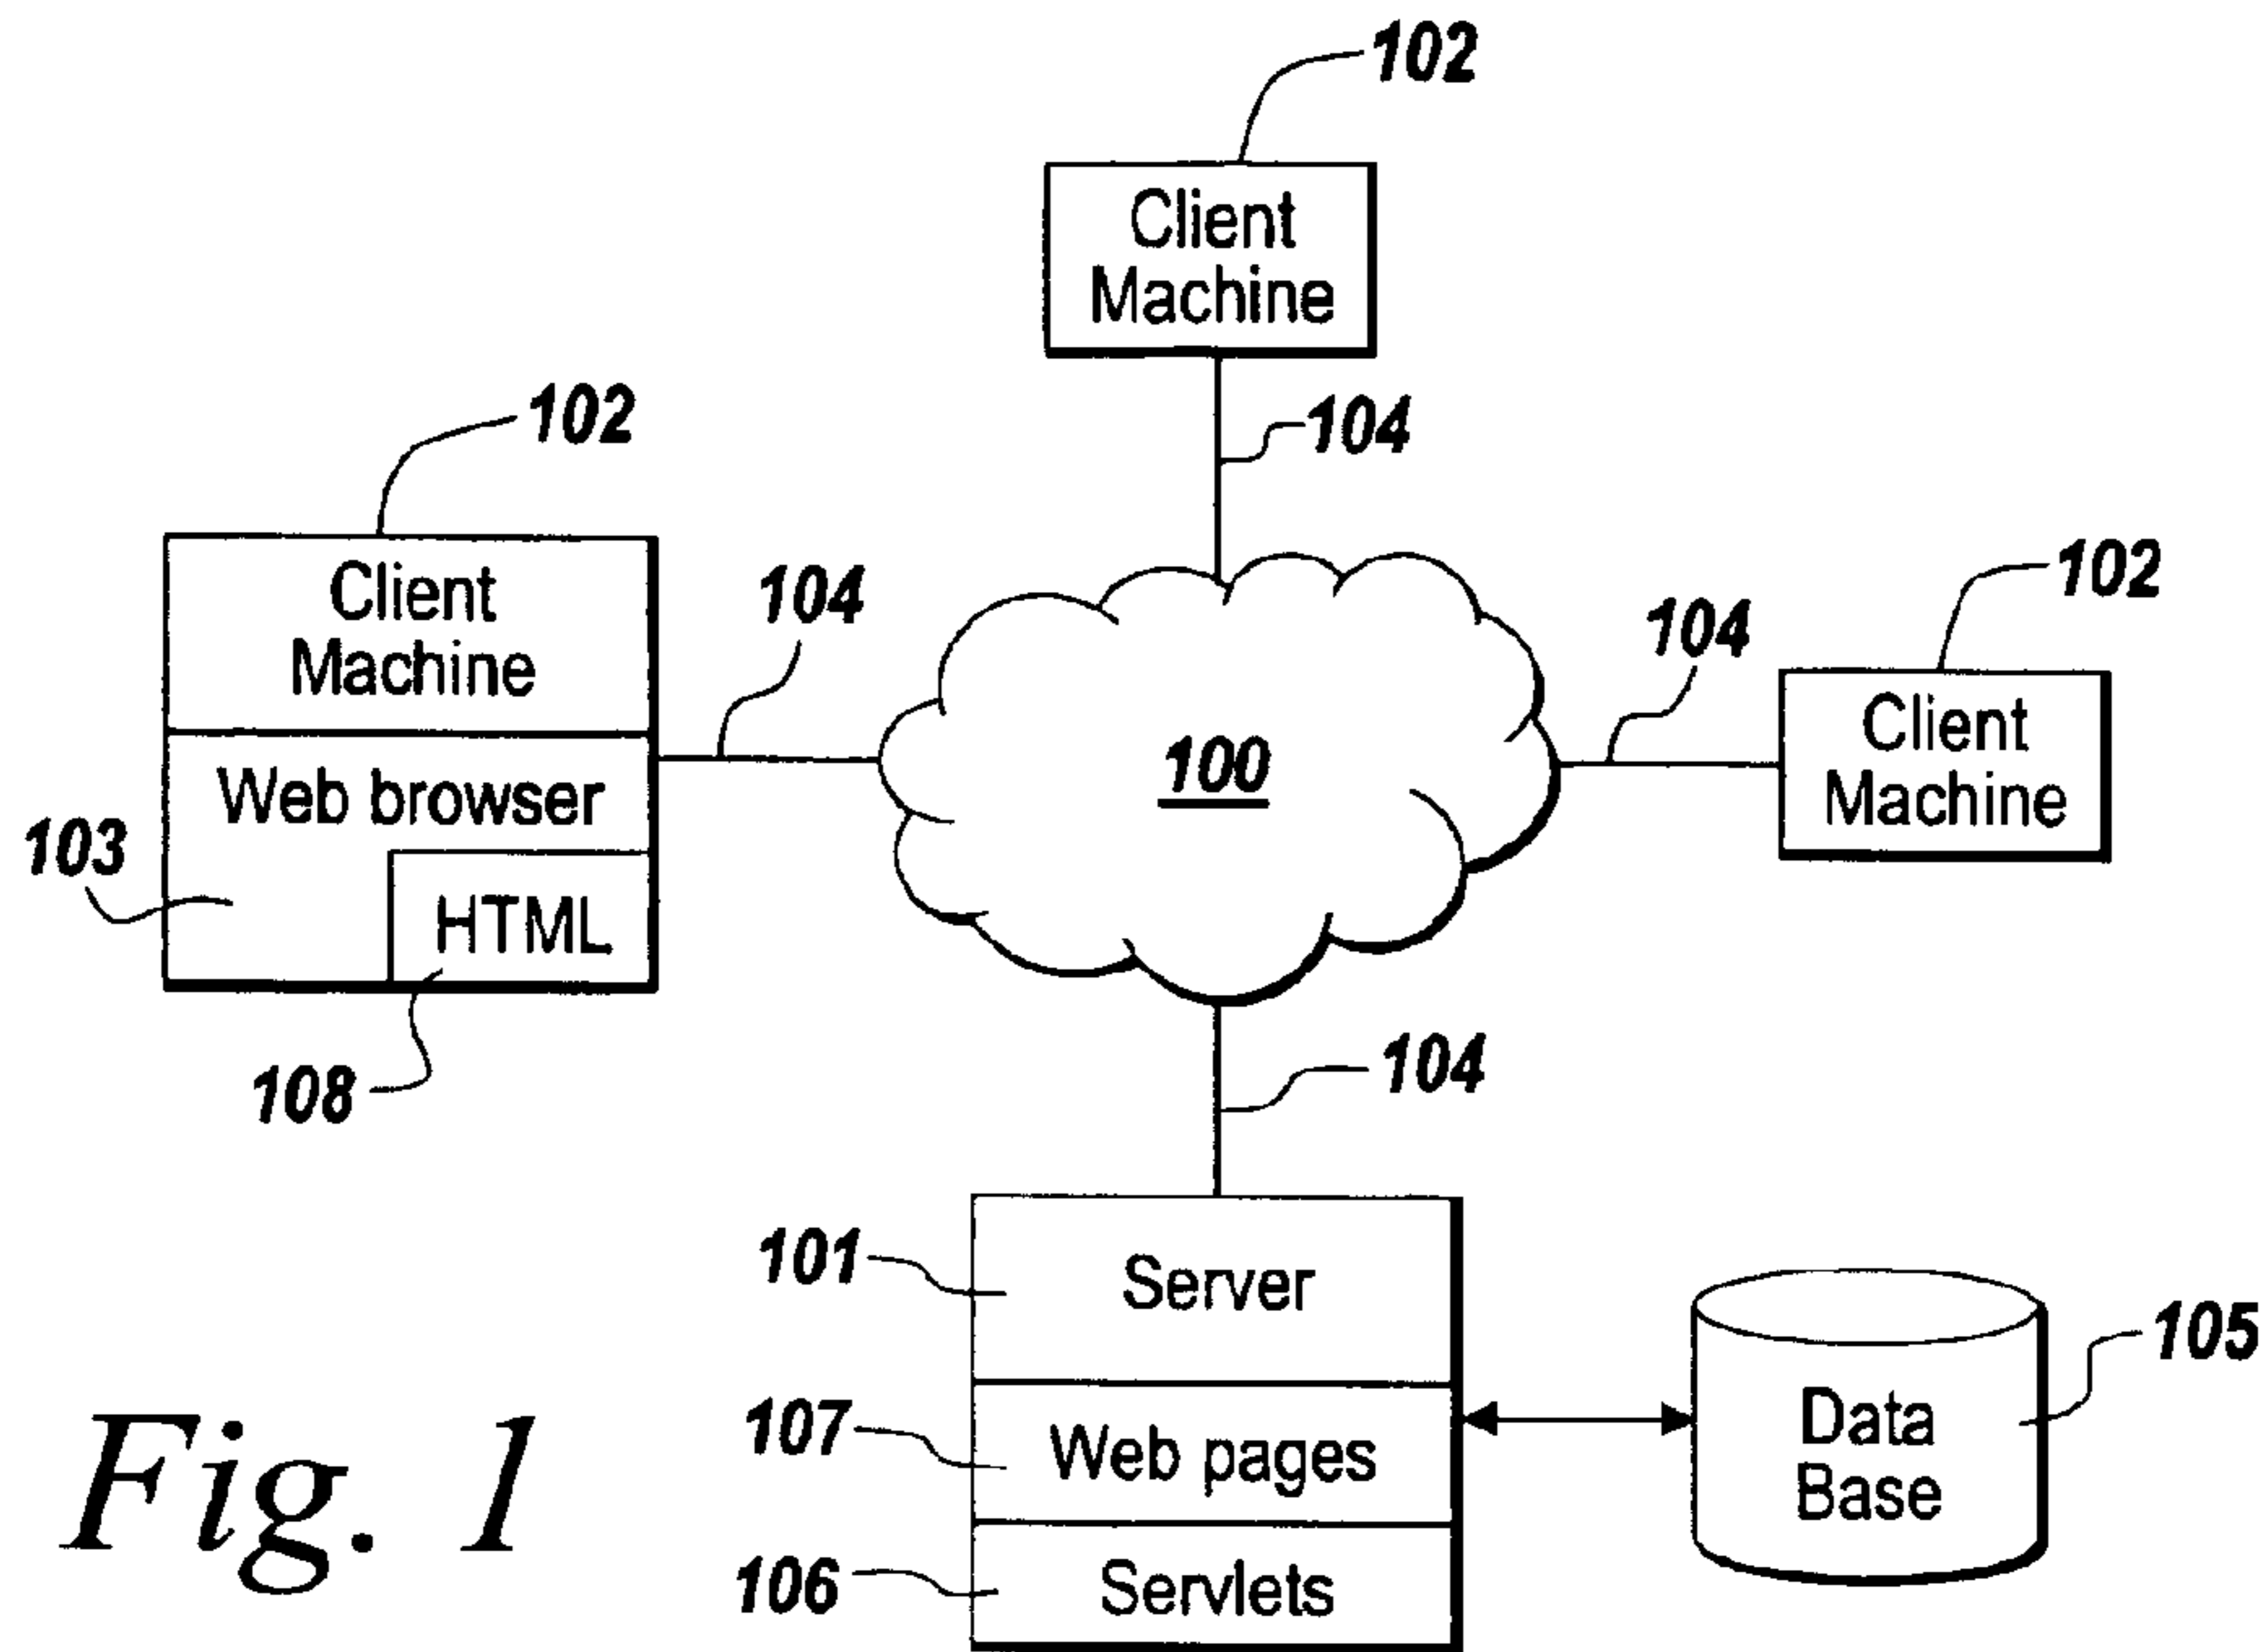 102
Client
Machine
102
104
Client
Machine
104
102
104
Client
Machine
100
Web browser
103
HTML
108
104
101
Server
105
107
Web pages
Data
Base
106
Servlets
Fig. 1